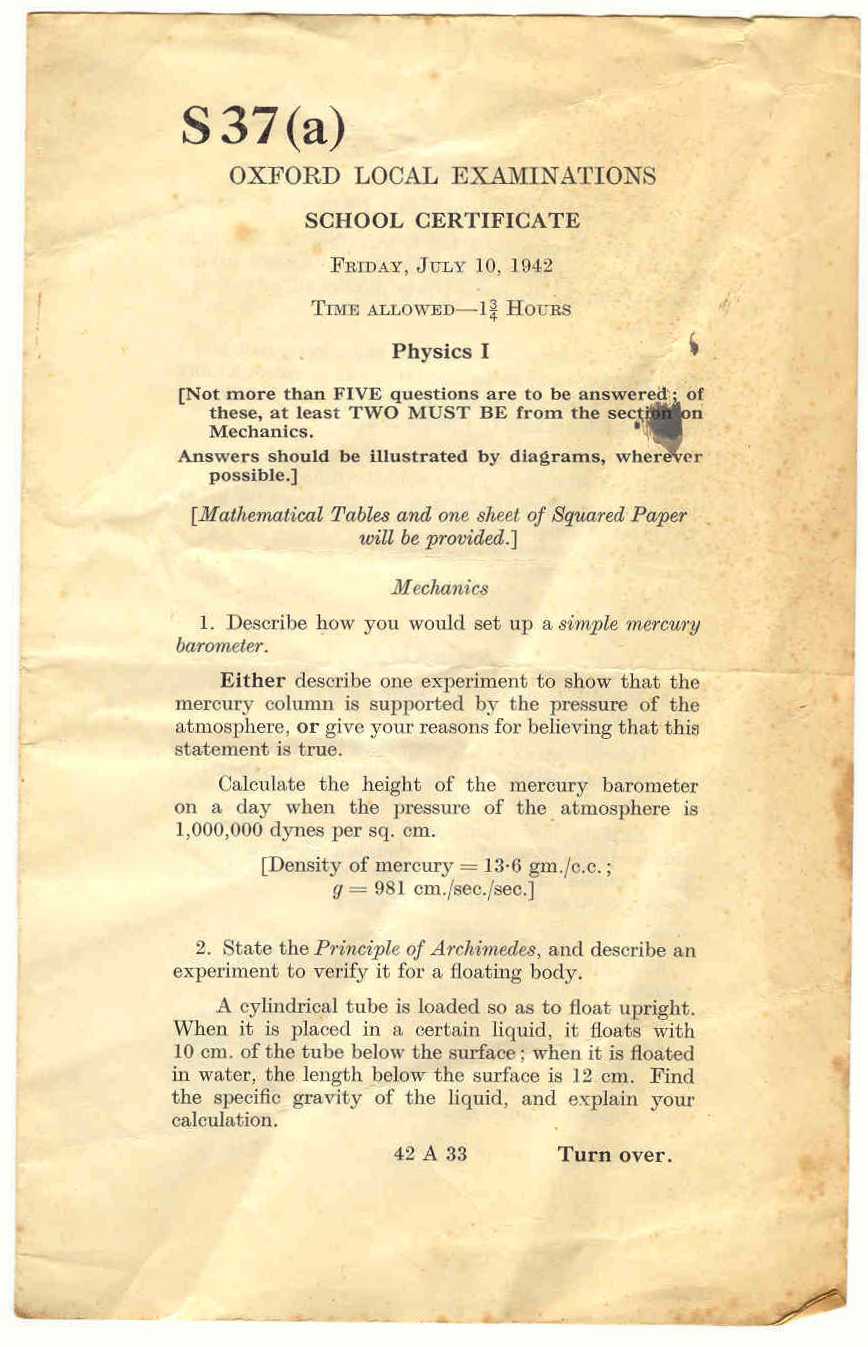 S 37 (a)
OXFORD LOCAL EXAMINATIONS
SCHOOL CERTIFICATE
FRIDAY, JULY 10, 1942
TIME ALLOWED—1¾ HOURS
Physics I
[Not more than FIVE questions are to be answered; of
these, at least TWO MUST BE from the section on
Mechanics.
Answers should be illustrated by diagrams, wherever
possible.]
[Mathematical Tables and one sheet of Squared Paper
will be provided.]
Mechanics
1. Describe how you would set up a simple mercury
barometer.
Either describe one experiment to show that the
mercury column is supported by the pressure of the
atmosphere, or give your reasons for believing that this
statement is true.
Calculate the height of the mercury barometer
on a day when the pressure of the atmosphere is
1,000,000 dynes per sq. cm.
[Density of mercury = 13·6 gm./c.c.;
g = 981 cm./sec./sec.]
2. State the Principle of Archimedes, and describe an
experiment to verify it for a floating body.
A cylindrical tube is loaded so as to float upright.
When it is placed in a certain liquid, it floats with
10 cm. of the tube below the surface; when it is floated
in water, the length below the surface is 12 cm. Find
the specific gravity of the liquid, and explain your
calculation.
42 A 33 Turn over.